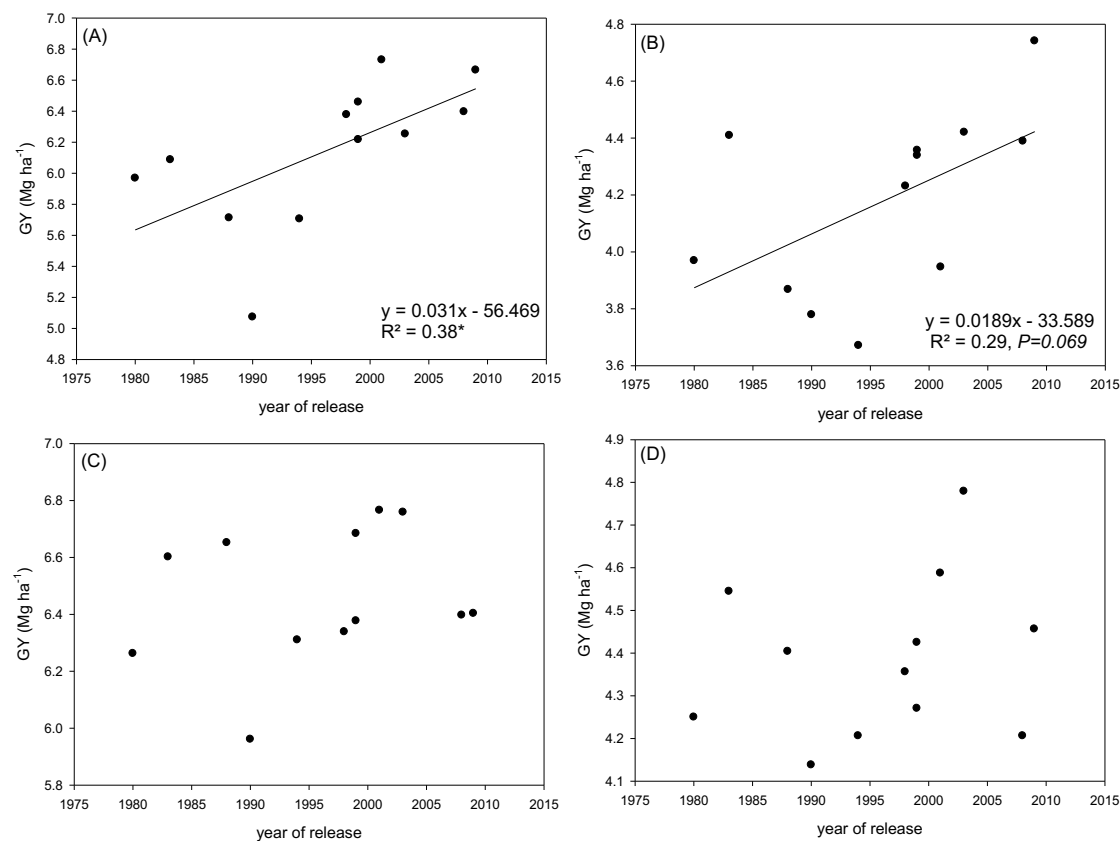 (A)
7.0
6.8
6.6
6.4
6.2
6.0
5.8
5.6
5.4
5.2
5.0
4.8
GY (Mg ha⁻¹)
y = 0.031x - 56.469
R² = 0.38*
1975 1980 1985 1990 1995 2000 2005 2010 2015
year of release
(B)
4.8
4.6
4.4
4.2
4.0
3.8
3.6
GY (Mg ha⁻¹)
y = 0.0189x - 33.589
R² = 0.29, P=0.069
1975 1980 1985 1990 1995 2000 2005 2010 2015
year of release
(C)
7.0
6.8
6.6
6.4
6.2
6.0
5.8
GY (Mg ha⁻¹)
1975 1980 1985 1990 1995 2000 2005 2010 2015
year of release
(D)
4.9
4.8
4.7
4.6
4.5
4.4
4.3
4.2
4.1
GY (Mg ha⁻¹)
1975 1980 1985 1990 1995 2000 2005 2010 2015
year of release